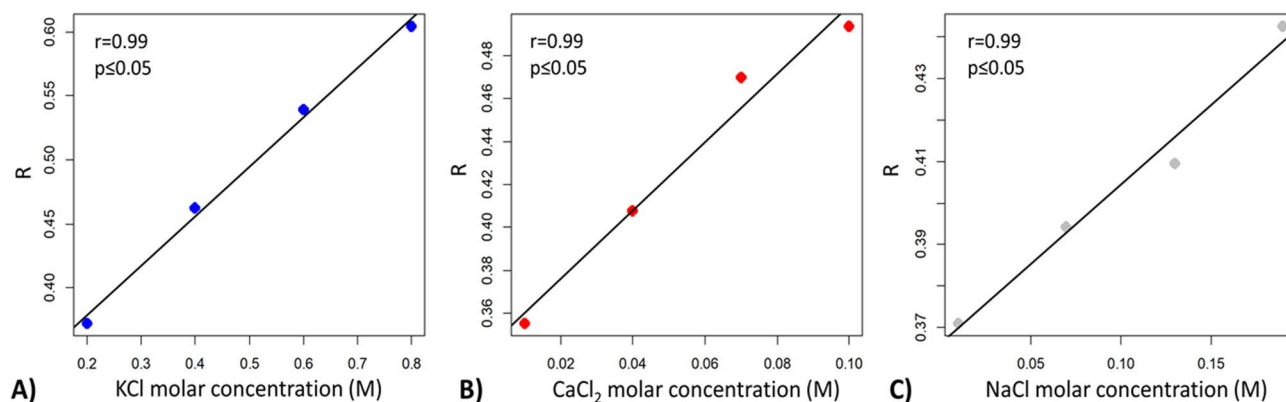 r=0.99
p≤0.05
R
0.40
0.45
0.50
0.55
0.60
0.2
0.3
0.4
0.5
0.6
0.7
0.8
A)
KCl molar concentration (M)
r=0.99
p≤0.05
R
0.36
0.38
0.40
0.42
0.44
0.46
0.48
0.02
0.04
0.06
0.08
0.10
B)
CaCl₂ molar concentration (M)
r=0.99
p≤0.05
R
0.37
0.39
0.41
0.43
0.05
0.10
0.15
C)
NaCl molar concentration (M)